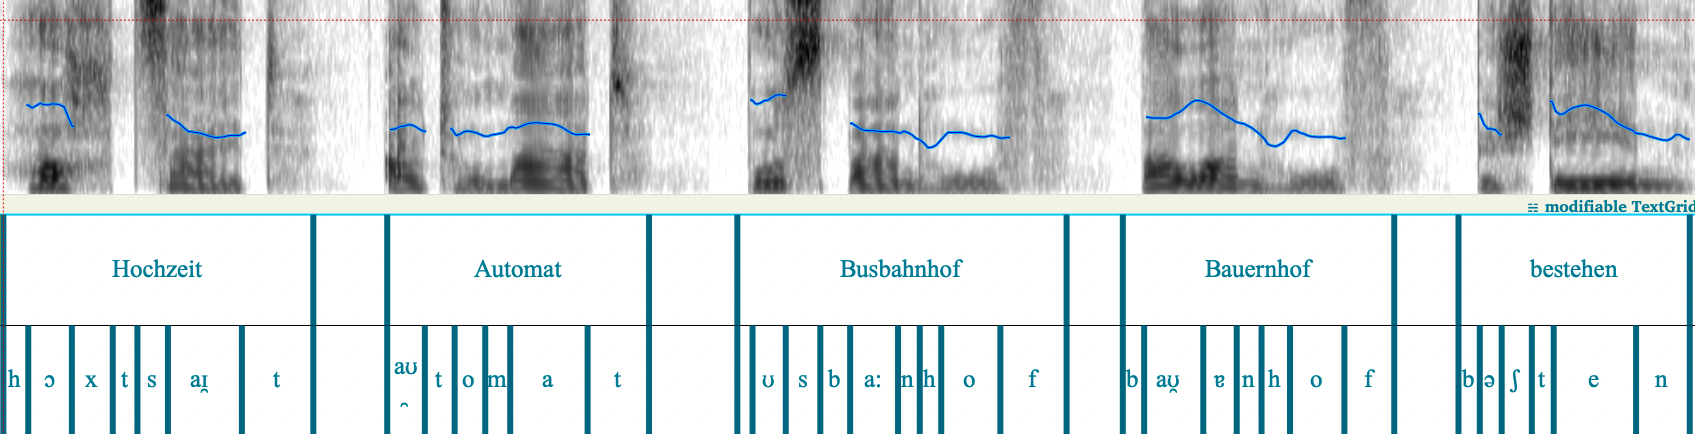 ☵ modifiable TextGrid
Hochzeit Automat Busbahnhof Bauernhof bestehen
h ɔ x t s aɪ̯ t aʊ̯ t o m a t ʊ s b a: n h o f b aʊ̯ ɐ n h o f b ə ʃ t e n